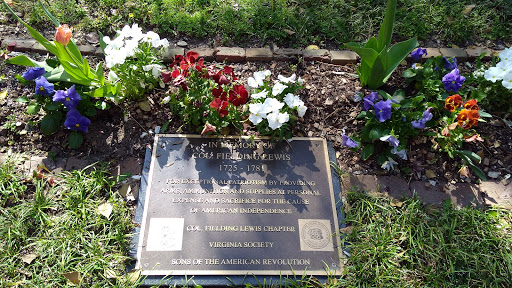 IN MEMORY OF
COL. FIELDING LEWIS
1725 - 1781
FOR EXCEPTIONAL PATRIOTISM BY PROVIDING
ARMS, AMMUNITION AND SUPPLIES AT PERSONAL
EXPENSE AND SACRIFICE FOR THE CAUSE
OF AMERICAN INDEPENDENCE
COL. FIELDING LEWIS CHAPTER
VIRGINIA SOCIETY
SONS OF THE AMERICAN REVOLUTION